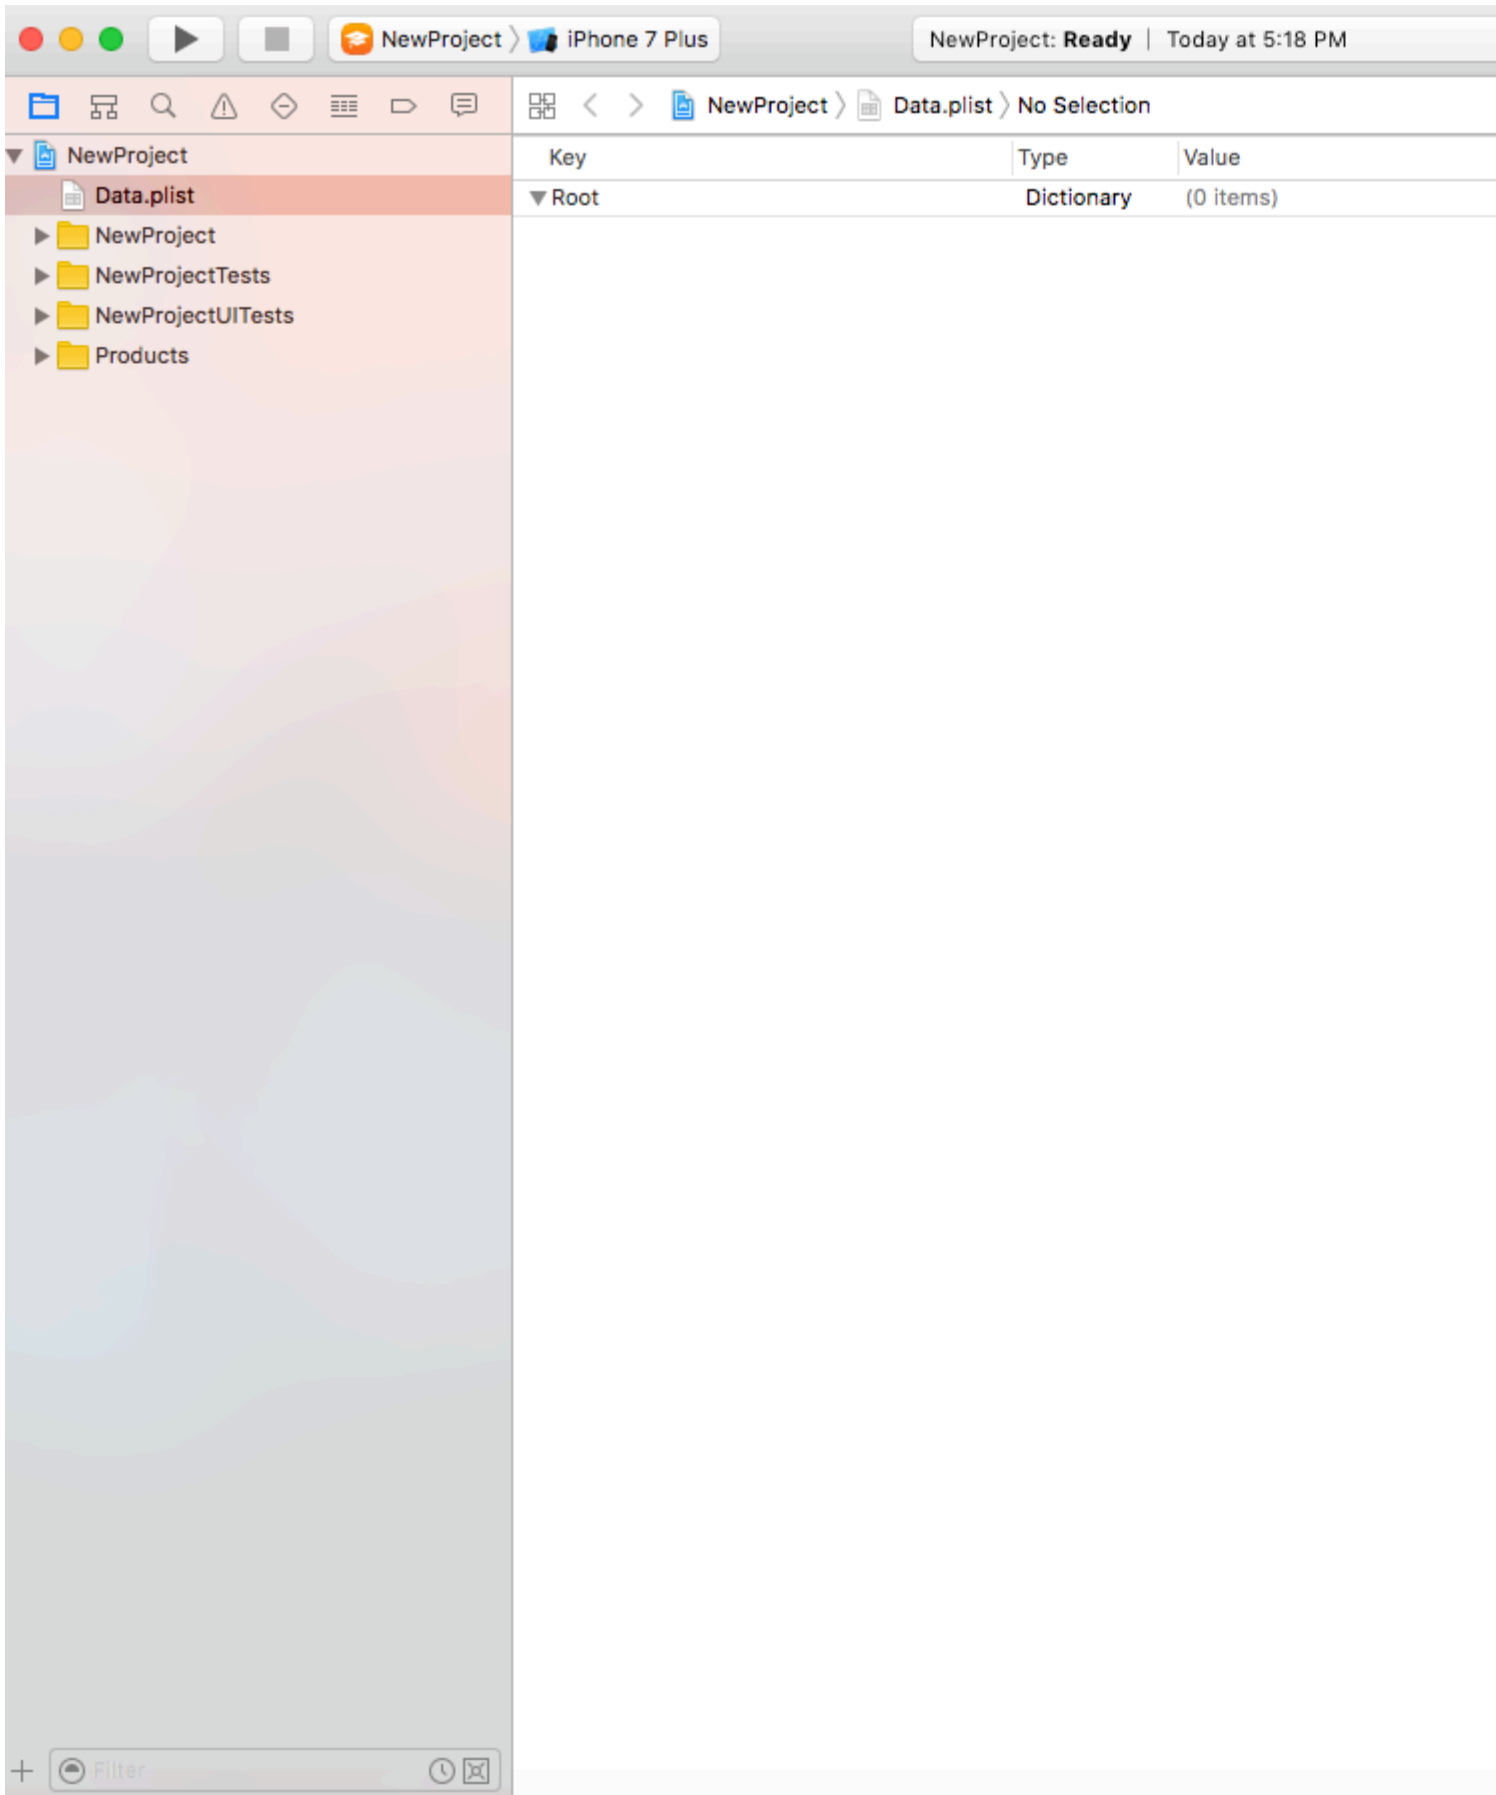 NewProject 〉 iPhone 7 Plus
NewProject: Ready | Today at 5:18 PM
NewProject 〉 Data.plist 〉 No Selection
NewProject
Data.plist
NewProject
NewProjectTests
NewProjectUITests
Products
Key Type Value
Root Dictionary (0 items)
Filter